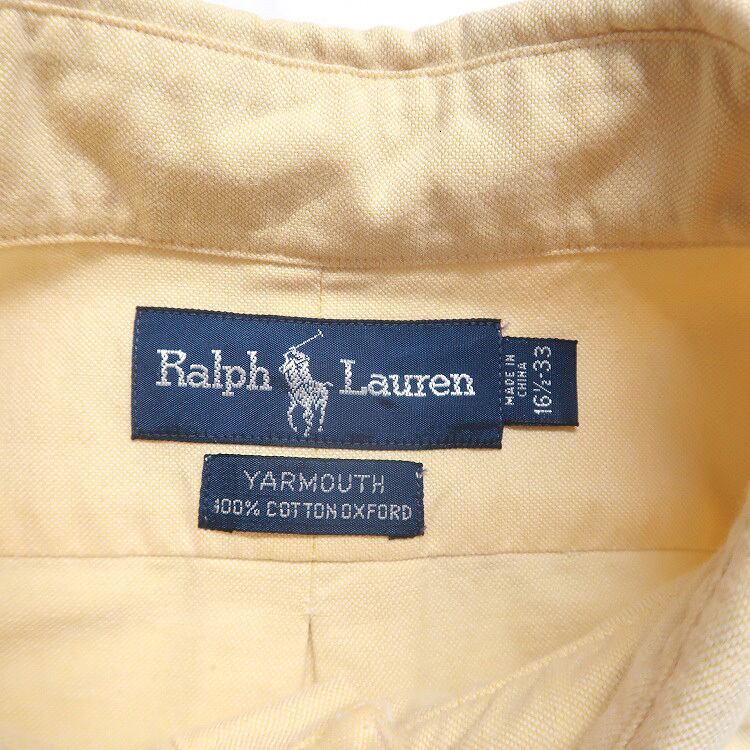 Ralph Lauren
MADE IN
CHINA
16½-33
YARMOUTH
100% COTTON OXFORD